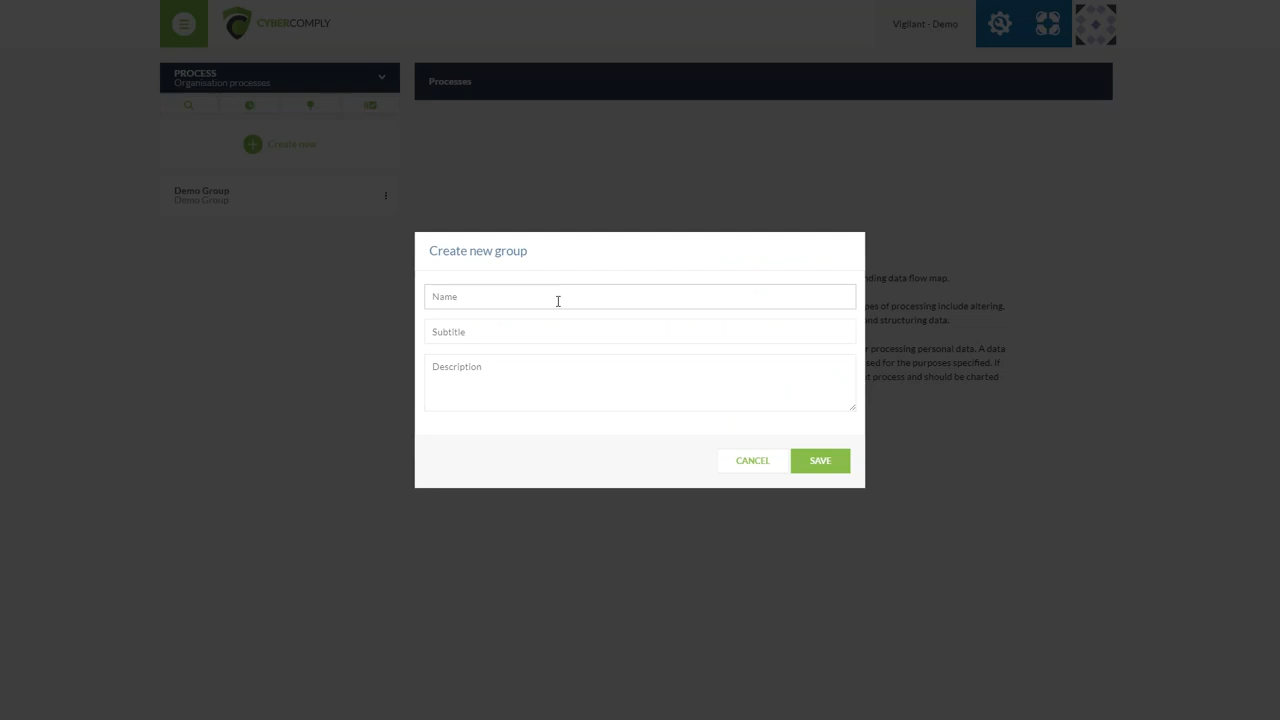 CYBERCOMPLY
Vigilant - Demo
PROCESS
Organisation processes
Processes
Create new
Demo Group
Demo Group
Create new group
Name
Subtitle
Description
CANCEL
SAVE
nding data flow map.
pes of processing include altering,
nd structuring data.
r processing personal data. A data
sed for the purposes specified. If
t process and should be charted